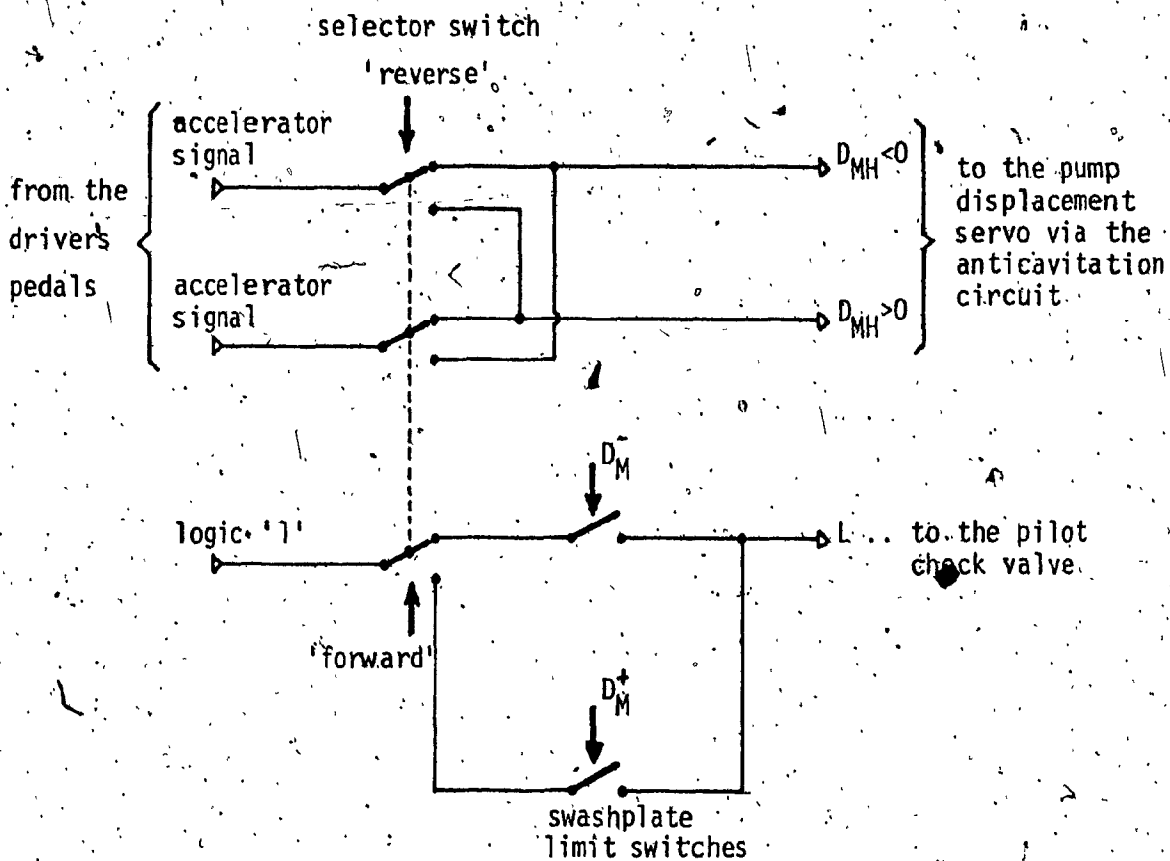 selector switch
'reverse'
accelerator
signal
from the
drivers
pedals
accelerator
signal
D_MH<0
D_MH>0
to the pump
displacement
servo via the
anticavitation
circuit
D_M^-
logic '1'
L .. to the pilot
check valve
'forward'
D_M^+
swashplate
limit switches